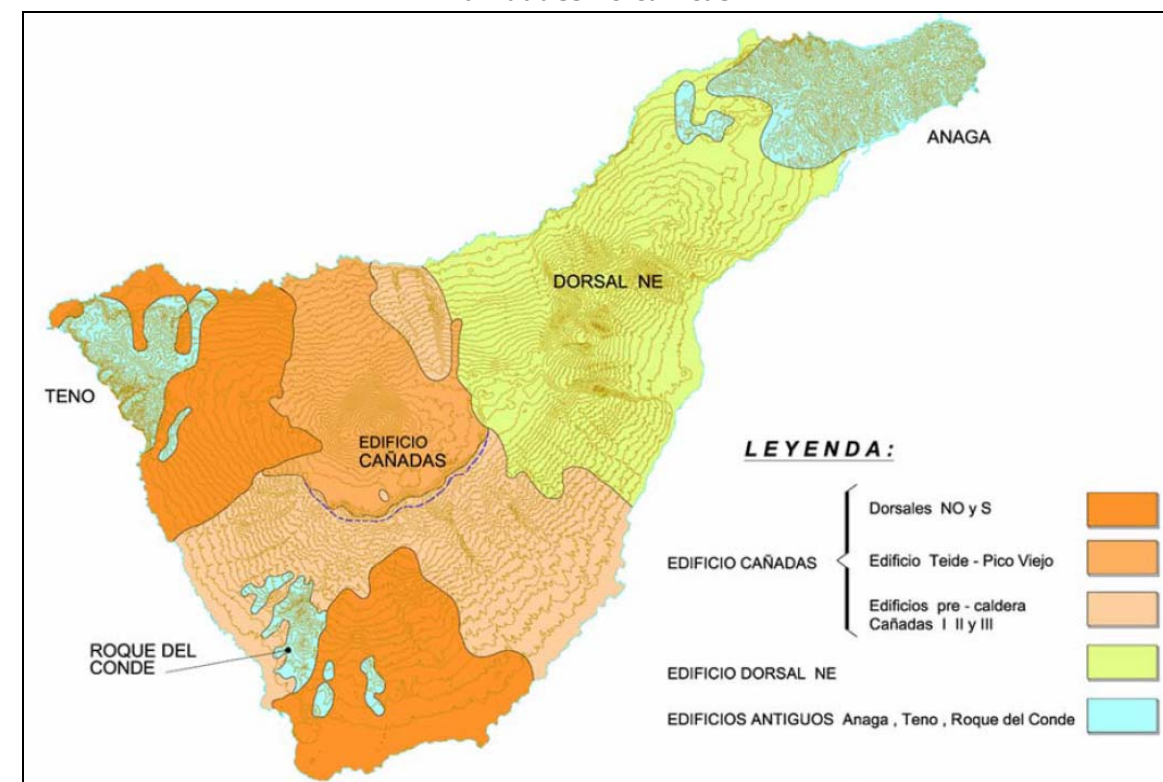 ANAGA
DORSAL NE
TENO
EDIFICIO
CAÑADAS
ROQUE DEL
CONDE
LEYENDA:
EDIFICIO CAÑADAS
Dorsales NO y S
Edificio Teide - Pico Viejo
Edificios pre - caldera
Cañadas I II y III
EDIFICIO DORSAL NE
EDIFICIOS ANTIGUOS Anaga , Teno , Roque del Conde